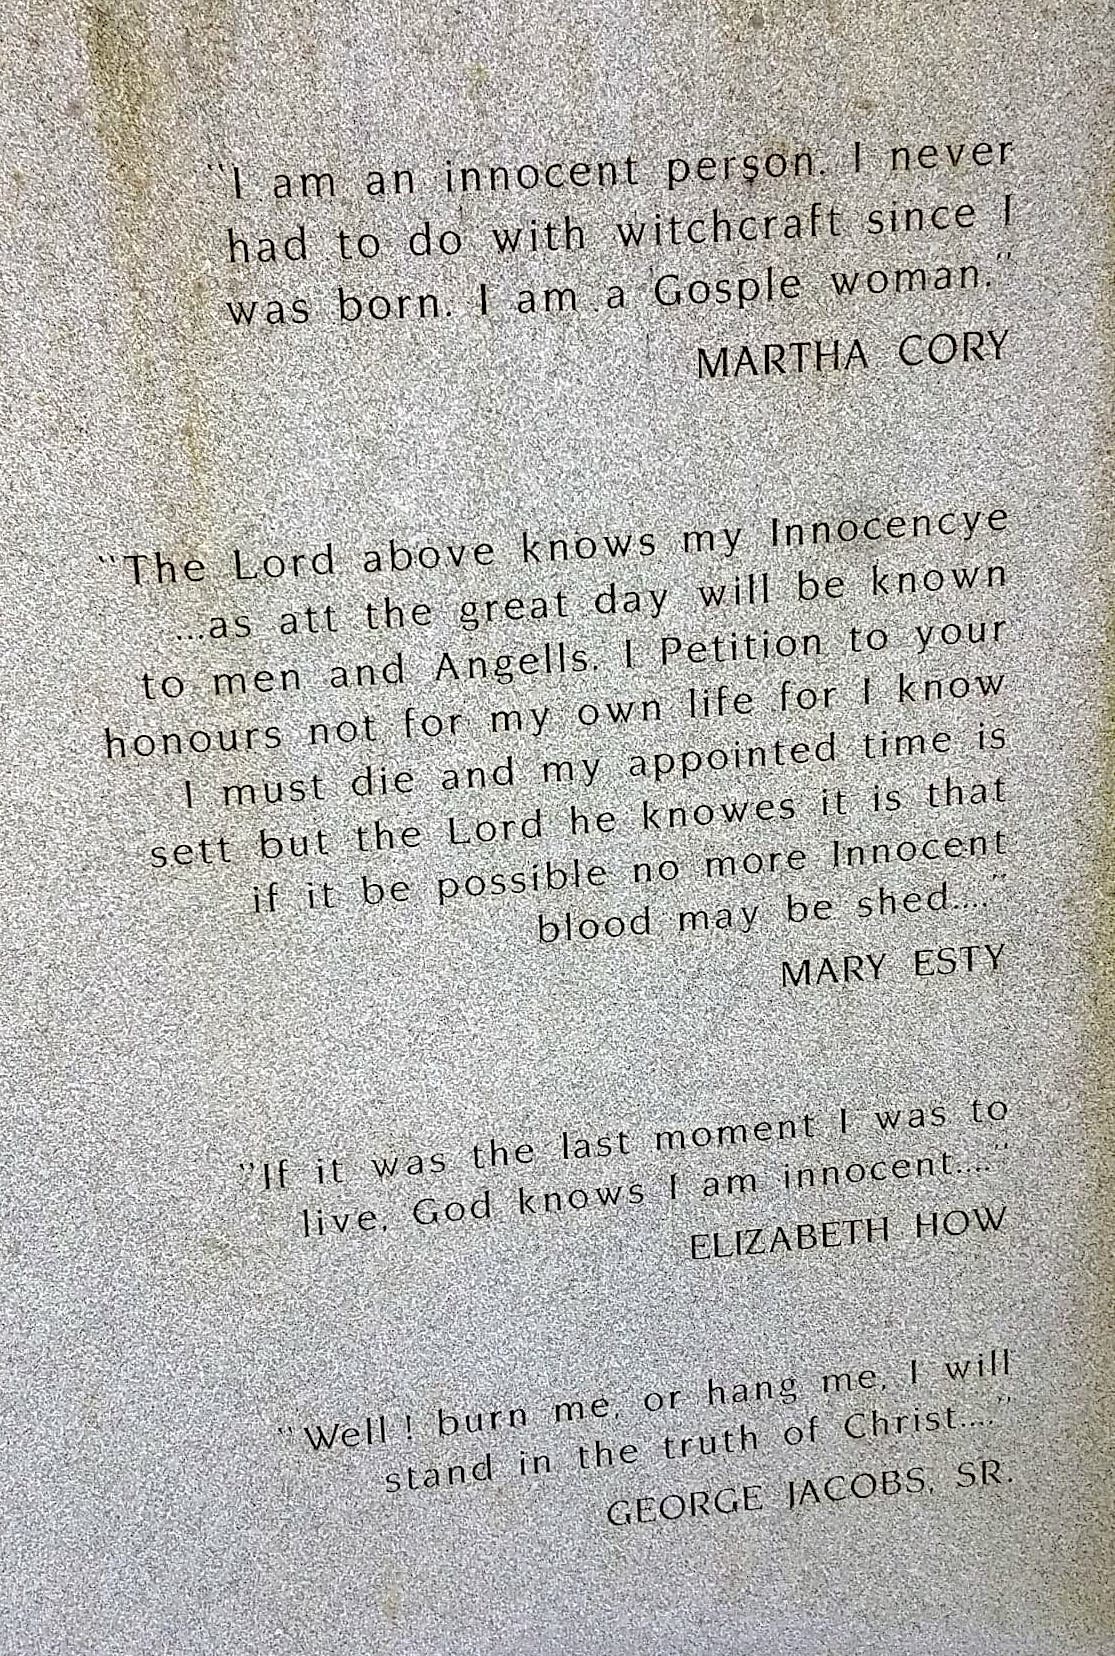 "I am an innocent person. I never
had to do with witchcraft since I
was born. I am a Gosple woman."
MARTHA CORY
"The Lord above knows my Innocencye
...as att the great day will be known
to men and Angells. I Petition to your
honours not for my own life for I know
I must die and my appointed time is
sett but the Lord he knowes it is that
if it be possible no more Innocent
blood may be shed...."
MARY ESTY
"If it was the last moment I was to
live, God knows I am innocent...."
ELIZABETH HOW
"Well! burn me, or hang me, I will
stand in the truth of Christ...."
GEORGE JACOBS, SR.